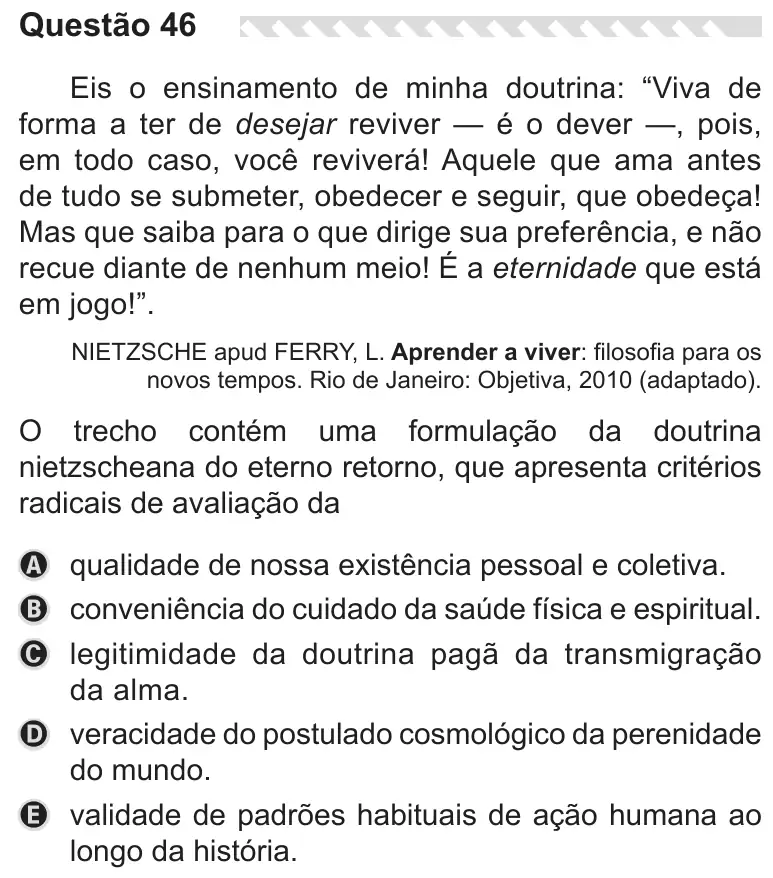 Questão 46
Eis o ensinamento de minha doutrina: “Viva de
forma a ter de desejar reviver — é o dever —, pois,
em todo caso, você reviverá! Aquele que ama antes
de tudo se submeter, obedecer e seguir, que obedeça!
Mas que saiba para o que dirige sua preferência, e não
recue diante de nenhum meio! É a eternidade que está
em jogo!”.
NIETZSCHE apud FERRY, L. Aprender a viver: filosofia para os
novos tempos. Rio de Janeiro: Objetiva, 2010 (adaptado).
O trecho contém uma formulação da doutrina
nietzscheana do eterno retorno, que apresenta critérios
radicais de avaliação da
A qualidade de nossa existência pessoal e coletiva.
B conveniência do cuidado da saúde física e espiritual.
C legitimidade da doutrina pagã da transmigração
da alma.
D veracidade do postulado cosmológico da perenidade
do mundo.
E validade de padrões habituais de ação humana ao
longo da história.